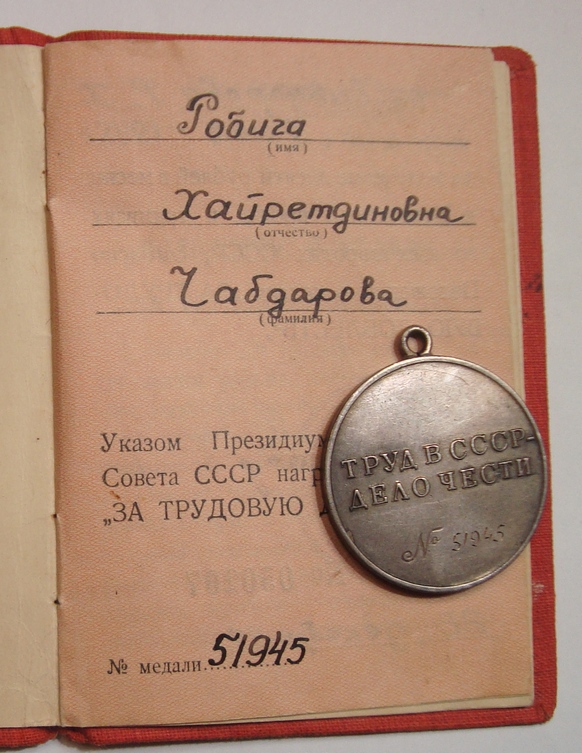 Робига
(имя)
Хайретдиновна
(отчество)
Чабдарова
(фамилия)
Указом Президиум
Совета СССР нагр
„ЗА ТРУДОВУЮ
№ медали 51945
ТРУД В СССР-
ДЕЛО ЧЕСТИ
№ 51945